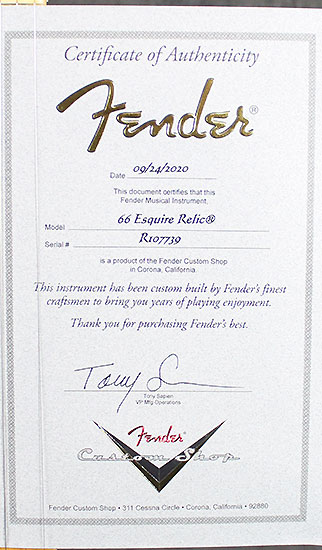 Certificate of Authenticity
Fender®
Date 09/24/2020
This document certifies that this
Fender Musical Instrument.
Model 66 Esquire Relic®
Serial # R107739
is a product of the Fender Custom Shop
in Corona, California
This instrument has been custom built by Fender's finest
craftsmen to bring you years of playing enjoyment.
Thank you for purchasing Fender's best.
Tony S
Tony Sapien
VP Mfg Operations
Fender
Custom Shop
Fender Custom Shop • 311 Cessna Circle • Corona, California • 92880